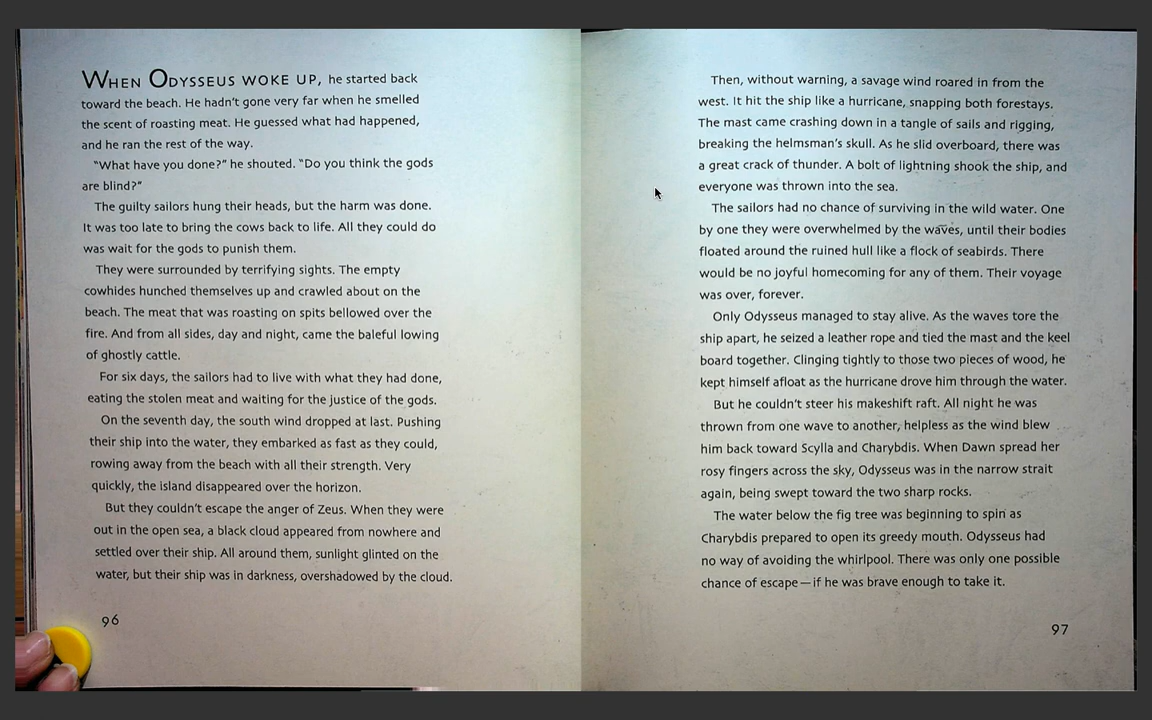 WHEN ODYSSEUS WOKE UP, he started back
toward the beach. He hadn't gone very far when he smelled
the scent of roasting meat. He guessed what had happened,
and he ran the rest of the way.
"What have you done?" he shouted. "Do you think the gods
are blind?"
The guilty sailors hung their heads, but the harm was done.
It was too late to bring the cows back to life. All they could do
was wait for the gods to punish them.
They were surrounded by terrifying sights. The empty
cowhides hunched themselves up and crawled about on the
beach. The meat that was roasting on spits bellowed over the
fire. And from all sides, day and night, came the baleful lowing
of ghostly cattle.
For six days, the sailors had to live with what they had done,
eating the stolen meat and waiting for the justice of the gods.
On the seventh day, the south wind dropped at last. Pushing
their ship into the water, they embarked as fast as they could,
rowing away from the beach with all their strength. Very
quickly, the island disappeared over the horizon.
But they couldn't escape the anger of Zeus. When they were
out in the open sea, a black cloud appeared from nowhere and
settled over their ship. All around them, sunlight glinted on the
water, but their ship was in darkness, overshadowed by the cloud.
96
Then, without warning, a savage wind roared in from the
west. It hit the ship like a hurricane, snapping both forestays.
The mast came crashing down in a tangle of sails and rigging,
breaking the helmsman's skull. As he slid overboard, there was
a great crack of thunder. A bolt of lightning shook the ship, and
everyone was thrown into the sea.
The sailors had no chance of surviving in the wild water. One
by one they were overwhelmed by the waves, until their bodies
floated around the ruined hull like a flock of seabirds. There
would be no joyful homecoming for any of them. Their voyage
was over, forever.
Only Odysseus managed to stay alive. As the waves tore the
ship apart, he seized a leather rope and tied the mast and the keel
board together. Clinging tightly to those two pieces of wood, he
kept himself afloat as the hurricane drove him through the water.
But he couldn't steer his makeshift raft. All night he was
thrown from one wave to another, helpless as the wind blew
him back toward Scylla and Charybdis. When Dawn spread her
rosy fingers across the sky, Odysseus was in the narrow strait
again, being swept toward the two sharp rocks.
The water below the fig tree was beginning to spin as
Charybdis prepared to open its greedy mouth. Odysseus had
no way of avoiding the whirlpool. There was only one possible
chance of escape—if he was brave enough to take it.
97